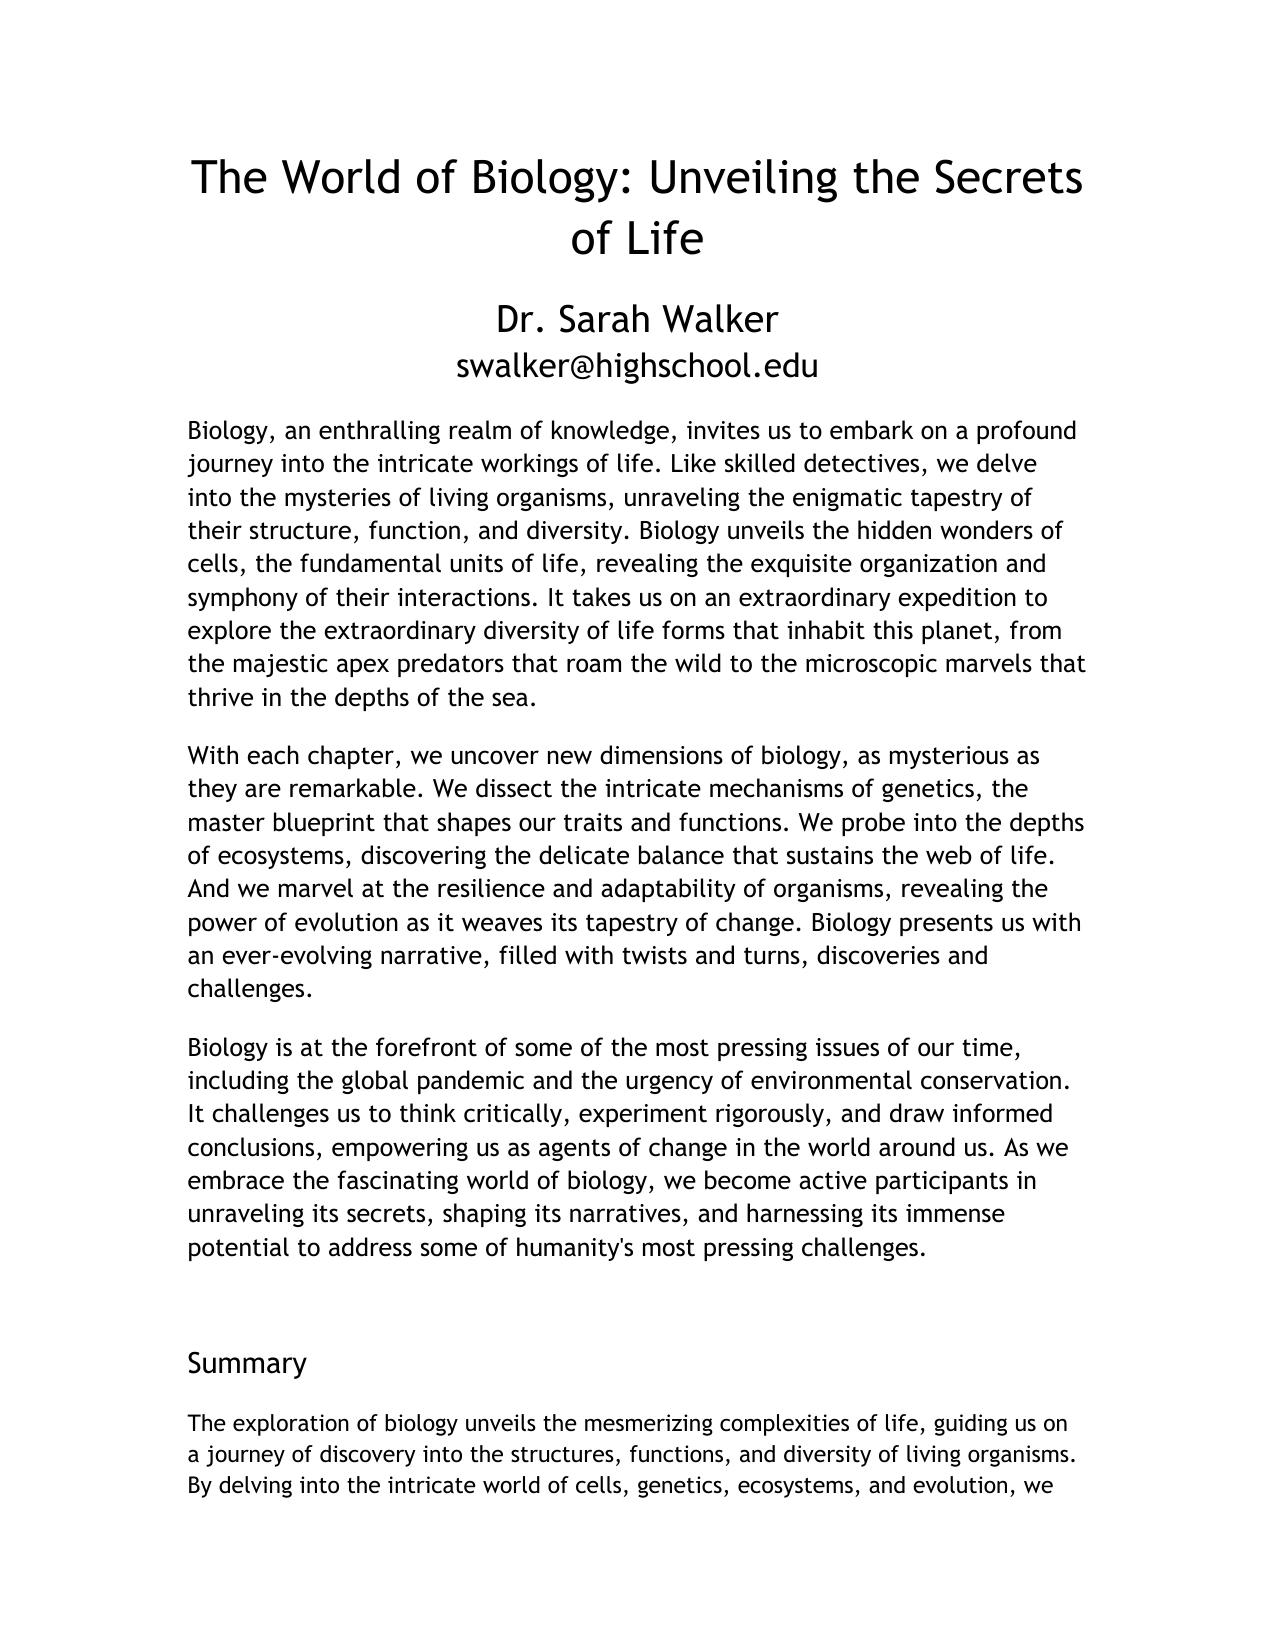 The World of Biology: Unveiling the Secrets
of Life
Dr. Sarah Walker
swalker@highschool.edu
Biology, an enthralling realm of knowledge, invites us to embark on a profound
journey into the intricate workings of life. Like skilled detectives, we delve
into the mysteries of living organisms, unraveling the enigmatic tapestry of
their structure, function, and diversity. Biology unveils the hidden wonders of
cells, the fundamental units of life, revealing the exquisite organization and
symphony of their interactions. It takes us on an extraordinary expedition to
explore the extraordinary diversity of life forms that inhabit this planet, from
the majestic apex predators that roam the wild to the microscopic marvels that
thrive in the depths of the sea.
With each chapter, we uncover new dimensions of biology, as mysterious as
they are remarkable. We dissect the intricate mechanisms of genetics, the
master blueprint that shapes our traits and functions. We probe into the depths
of ecosystems, discovering the delicate balance that sustains the web of life.
And we marvel at the resilience and adaptability of organisms, revealing the
power of evolution as it weaves its tapestry of change. Biology presents us with
an ever-evolving narrative, filled with twists and turns, discoveries and
challenges.
Biology is at the forefront of some of the most pressing issues of our time,
including the global pandemic and the urgency of environmental conservation.
It challenges us to think critically, experiment rigorously, and draw informed
conclusions, empowering us as agents of change in the world around us. As we
embrace the fascinating world of biology, we become active participants in
unraveling its secrets, shaping its narratives, and harnessing its immense
potential to address some of humanity's most pressing challenges.
Summary
The exploration of biology unveils the mesmerizing complexities of life, guiding us on
a journey of discovery into the structures, functions, and diversity of living organisms.
By delving into the intricate world of cells, genetics, ecosystems, and evolution, we